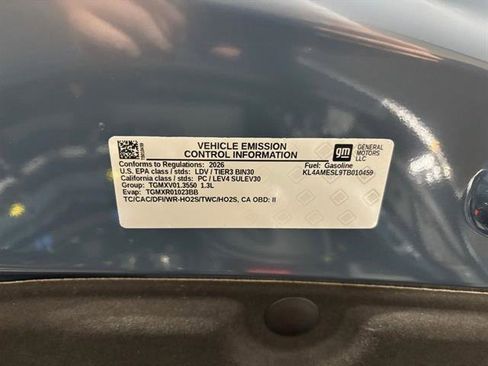 VEHICLE EMISSION
CONTROL INFORMATION
Conforms to Regulations: 2026
Fuel: Gasoline
U.S. EPA class / stds: LDV / TIER3 BIN30
California class / stds: PC / LEV4 SULEV30
Group: TGMXV01.3550 1.3L
Evap: TGMXR01023BB
TC/CAC/DFI/WR-HO2S/TWC/HO2S, CA OBD: II
gm
GENERAL
MOTORS
LLC
KL4AMESL9TB010459